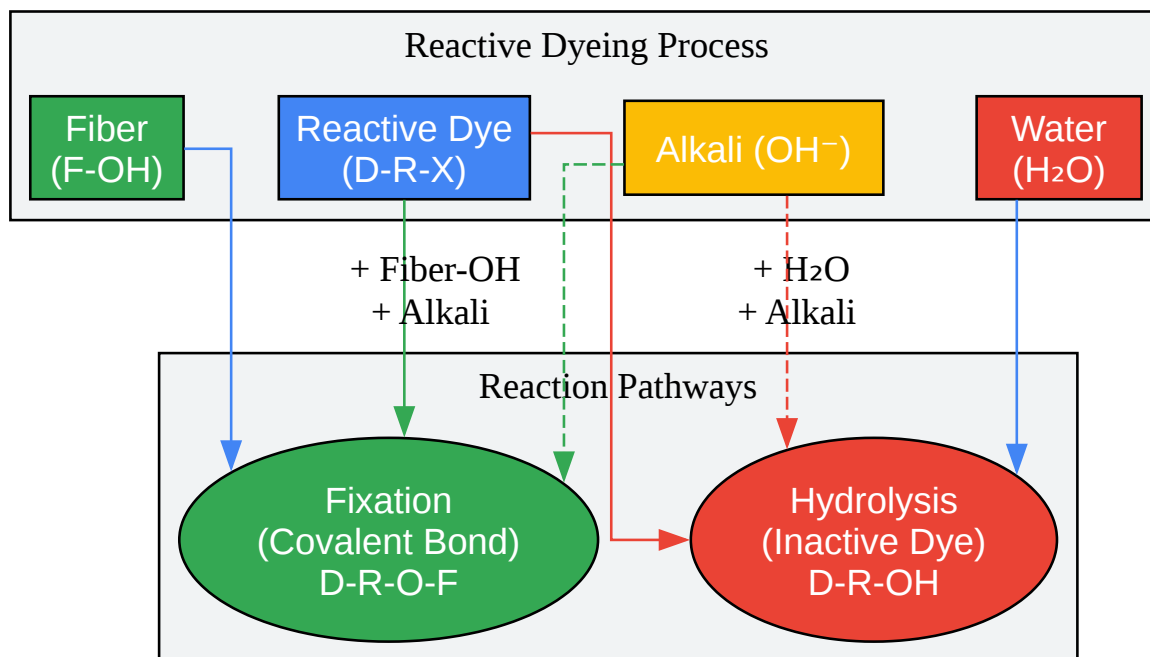 Reactive Dyeing Process
Fiber
(F-OH)
Reactive Dye
(D-R-X)
Alkali (OH⁻)
Water
(H₂O)
+ Fiber-OH
+ Alkali
+ H₂O
+ Alkali
Reaction Pathways
Fixation
(Covalent Bond)
D-R-O-F
Hydrolysis
(Inactive Dye)
D-R-OH